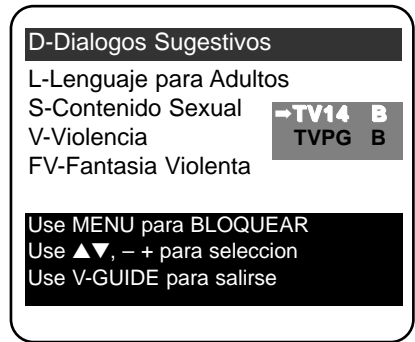 D-Dialogos Sugestivos
L-Lenguaje para Adultos
S-Contenido Sexual
V-Violencia
FV-Fantasia Violenta
➡TV14 B
TVPG B
Use MENU para BLOQUEAR
Use ▲▼, – + para seleccion
Use V-GUIDE para salirse